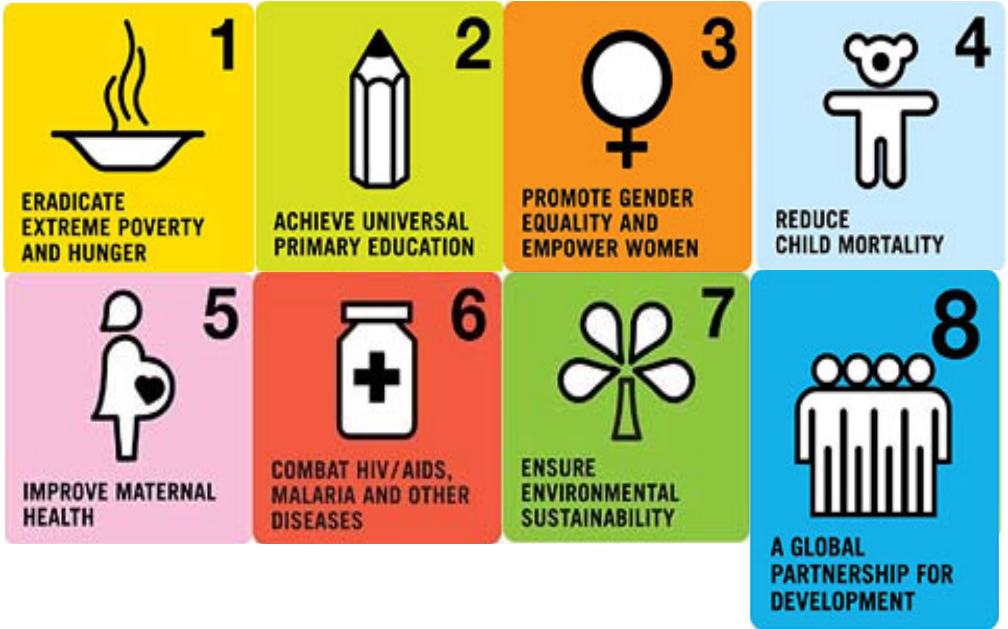 1
ERADICATE
EXTREME POVERTY
AND HUNGER
2
ACHIEVE UNIVERSAL
PRIMARY EDUCATION
3
PROMOTE GENDER
EQUALITY AND
EMPOWER WOMEN
4
REDUCE
CHILD MORTALITY
5
IMPROVE MATERNAL
HEALTH
6
COMBAT HIV/AIDS,
MALARIA AND OTHER
DISEASES
7
ENSURE
ENVIRONMENTAL
SUSTAINABILITY
8
A GLOBAL
PARTNERSHIP FOR
DEVELOPMENT